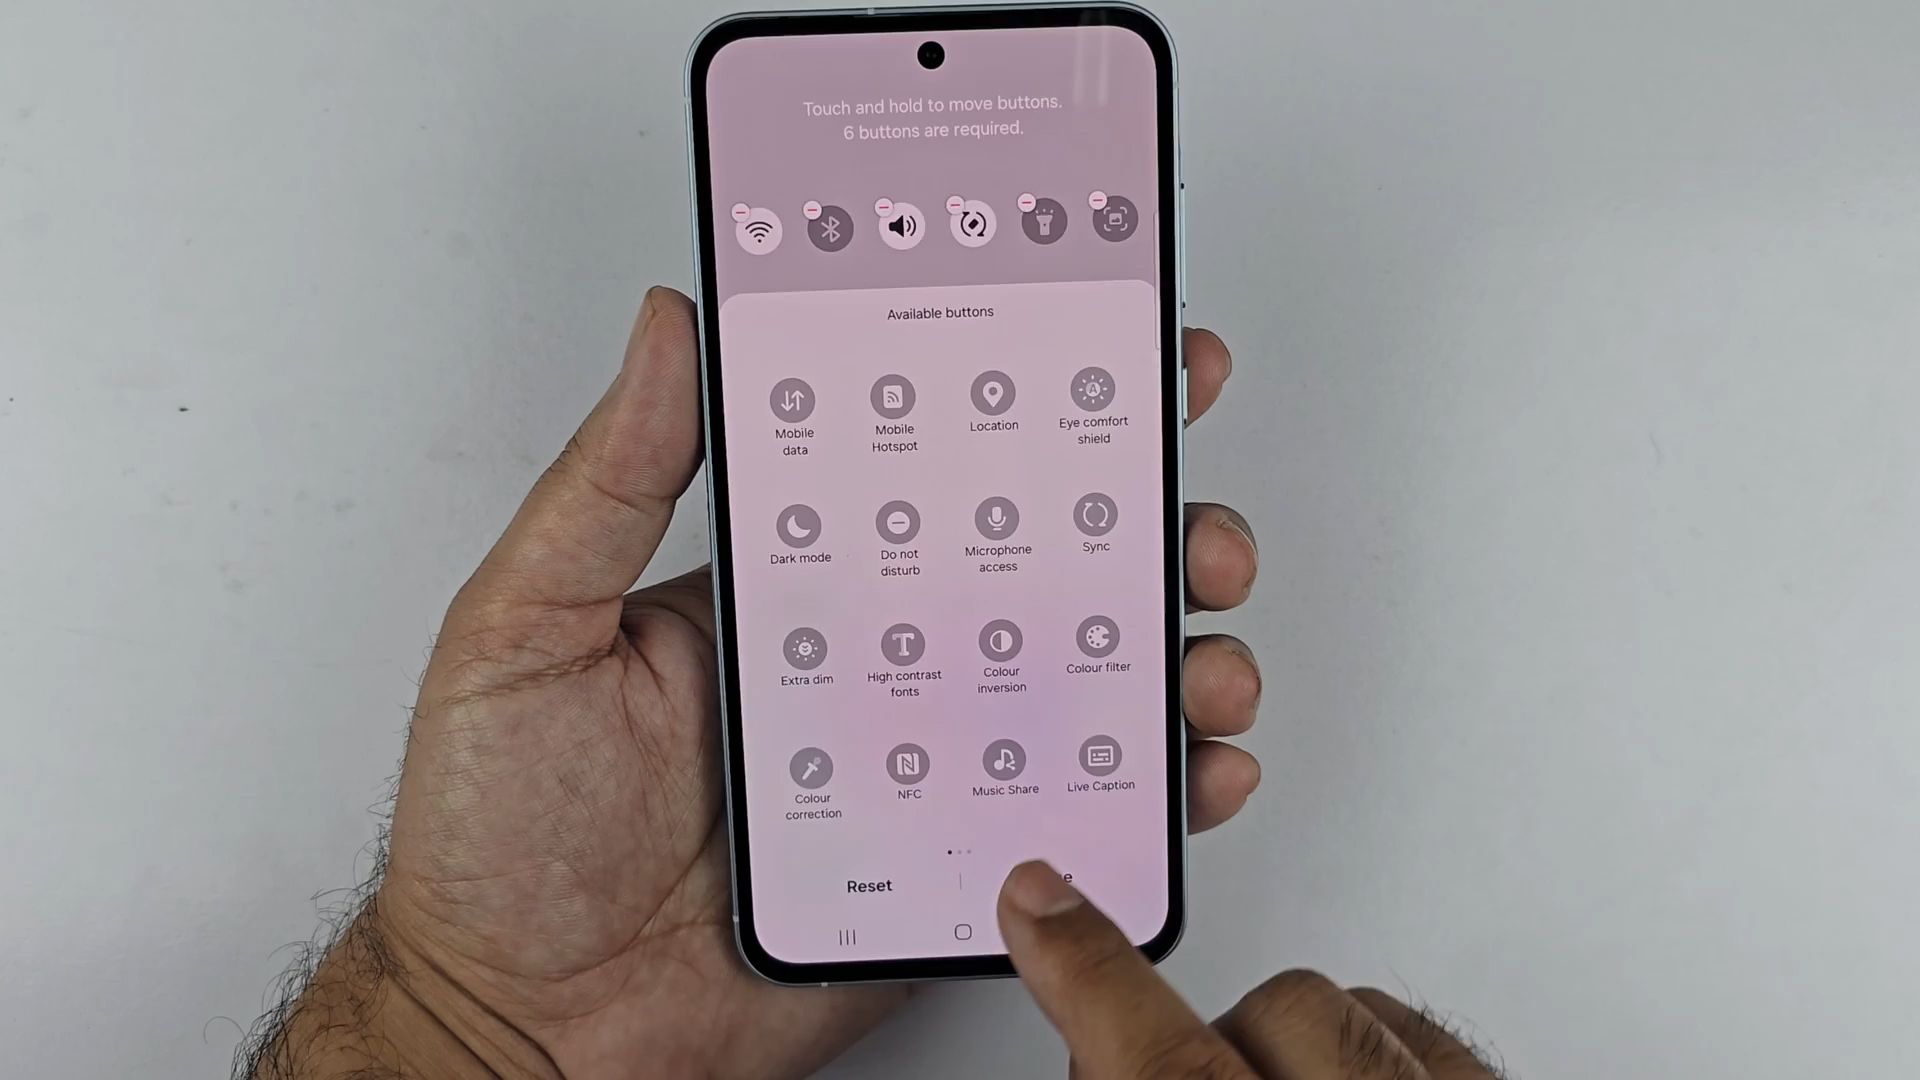 Touch and hold to move buttons.
6 buttons are required.
Available buttons
Mobile
data
Mobile
Hotspot
Location
Eye comfort
shield
Dark mode
Do not
disturb
Microphone
access
Sync
Extra dim
High contrast
fonts
Colour
inversion
Colour filter
Colour
correction
NFC
Music Share
Live Caption
Reset